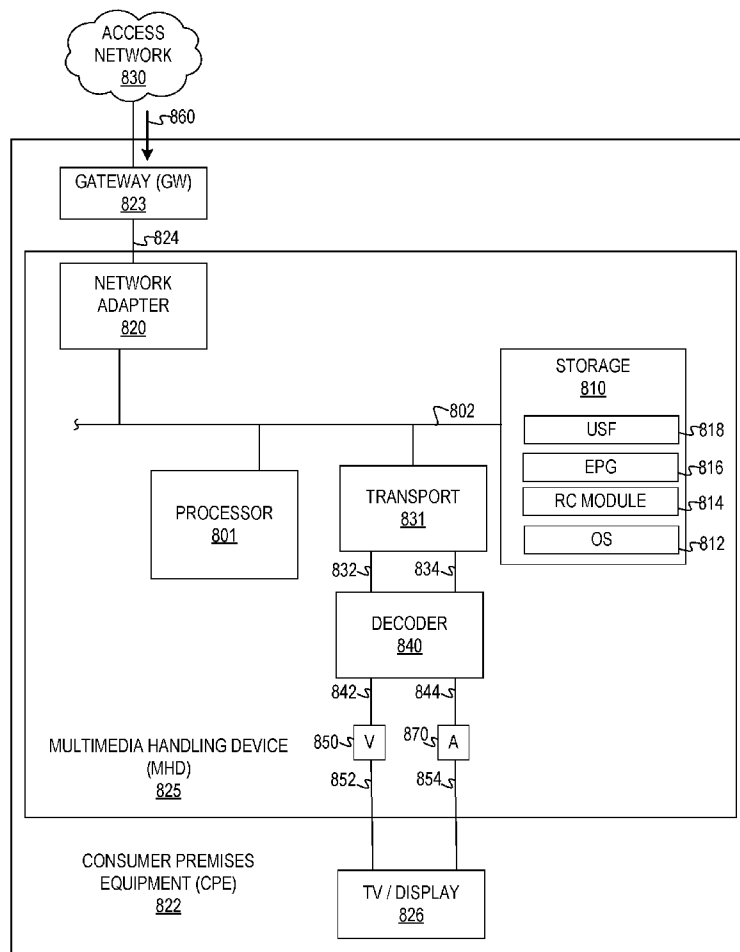 ACCESS
NETWORK
830
860
GATEWAY (GW)
823
824
NETWORK
ADAPTER
820
STORAGE
810
802
USF
818
EPG
816
RC MODULE
814
OS
812
PROCESSOR
801
TRANSPORT
831
832
834
DECODER
840
842
844
850
V
870
A
MULTIMEDIA HANDLING DEVICE
(MHD)
825
852
854
CONSUMER PREMISES
EQUIPMENT (CPE)
822
TV / DISPLAY
826